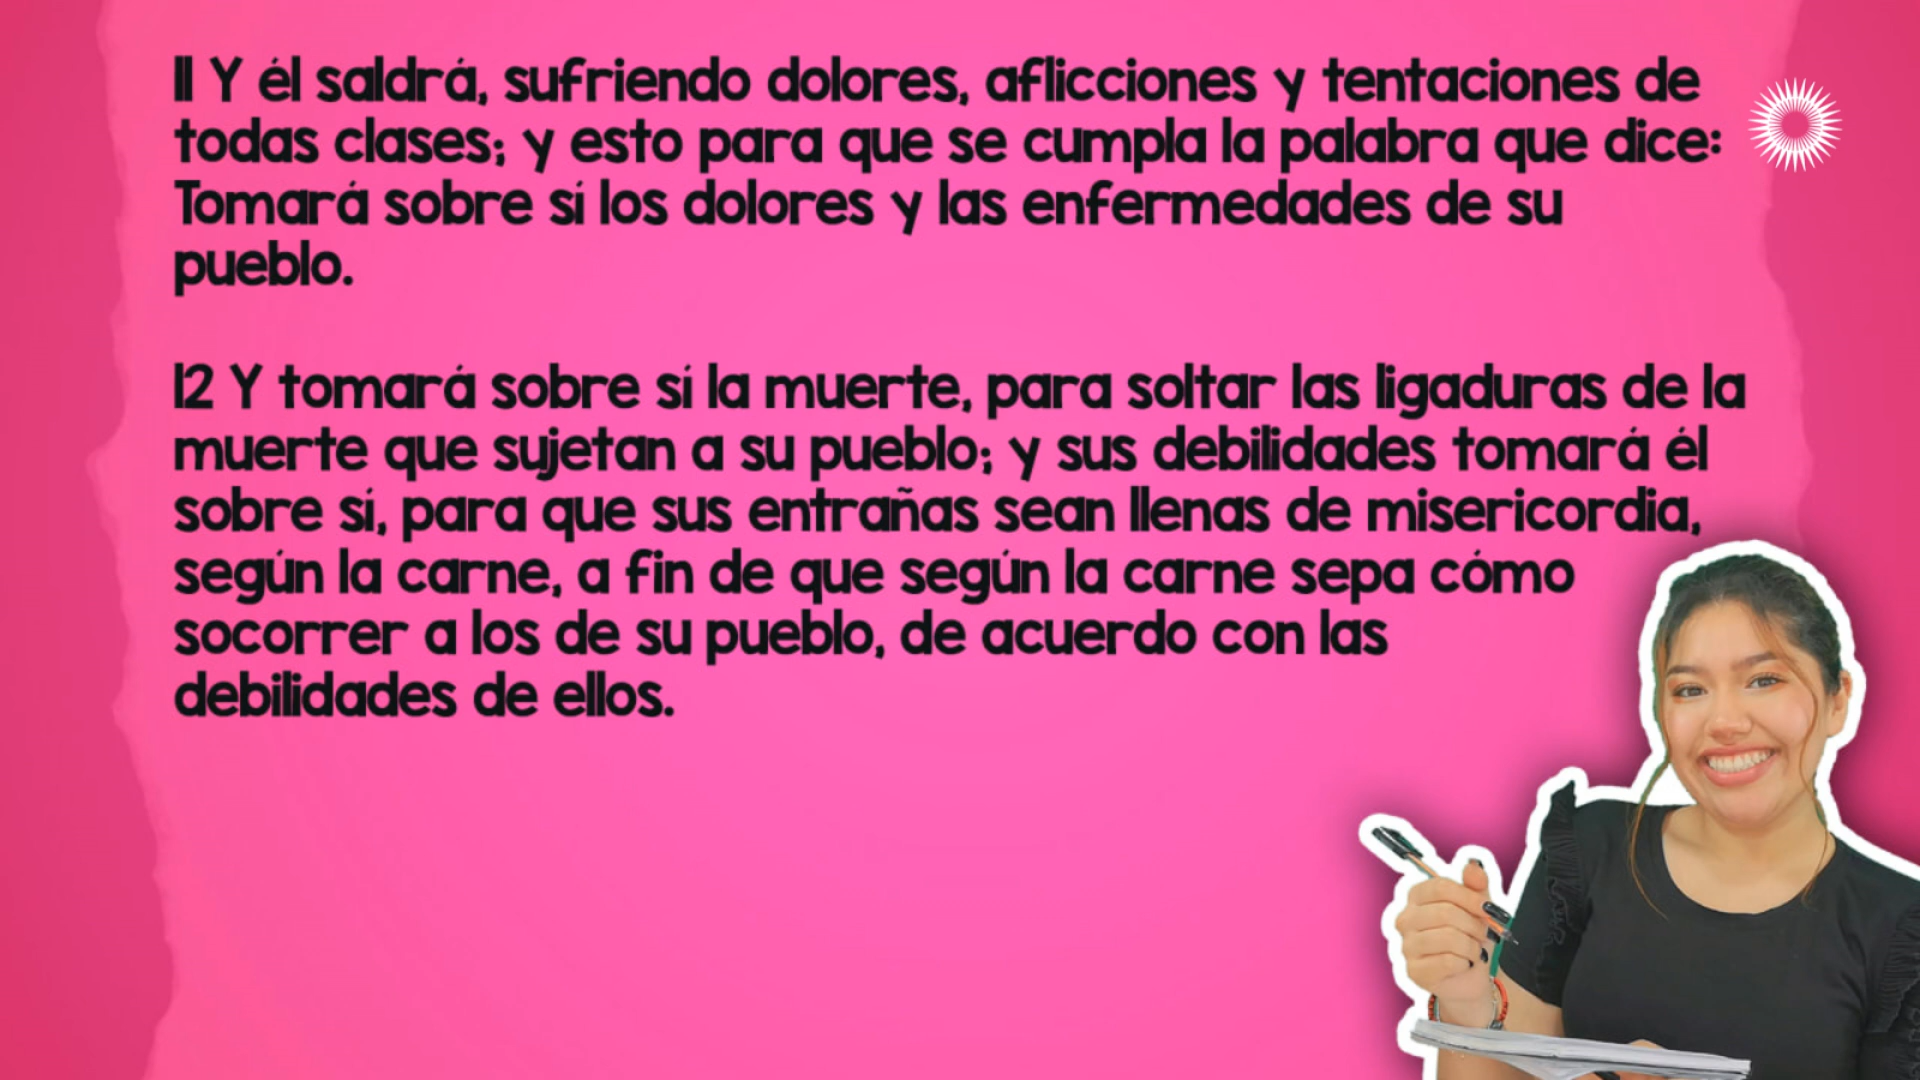 11 Y él saldrá, sufriendo dolores, aflicciones y tentaciones de
todas clases; y esto para que se cumpla la palabra que dice:
Tomará sobre sí los dolores y las enfermedades de su
pueblo.
12 Y tomará sobre sí la muerte, para soltar las ligaduras de la
muerte que sujetan a su pueblo; y sus debilidades tomará él
sobre sí, para que sus entrañas sean llenas de misericordia,
según la carne, a fin de que según la carne sepa cómo
socorrer a los de su pueblo, de acuerdo con las
debilidades de ellos.